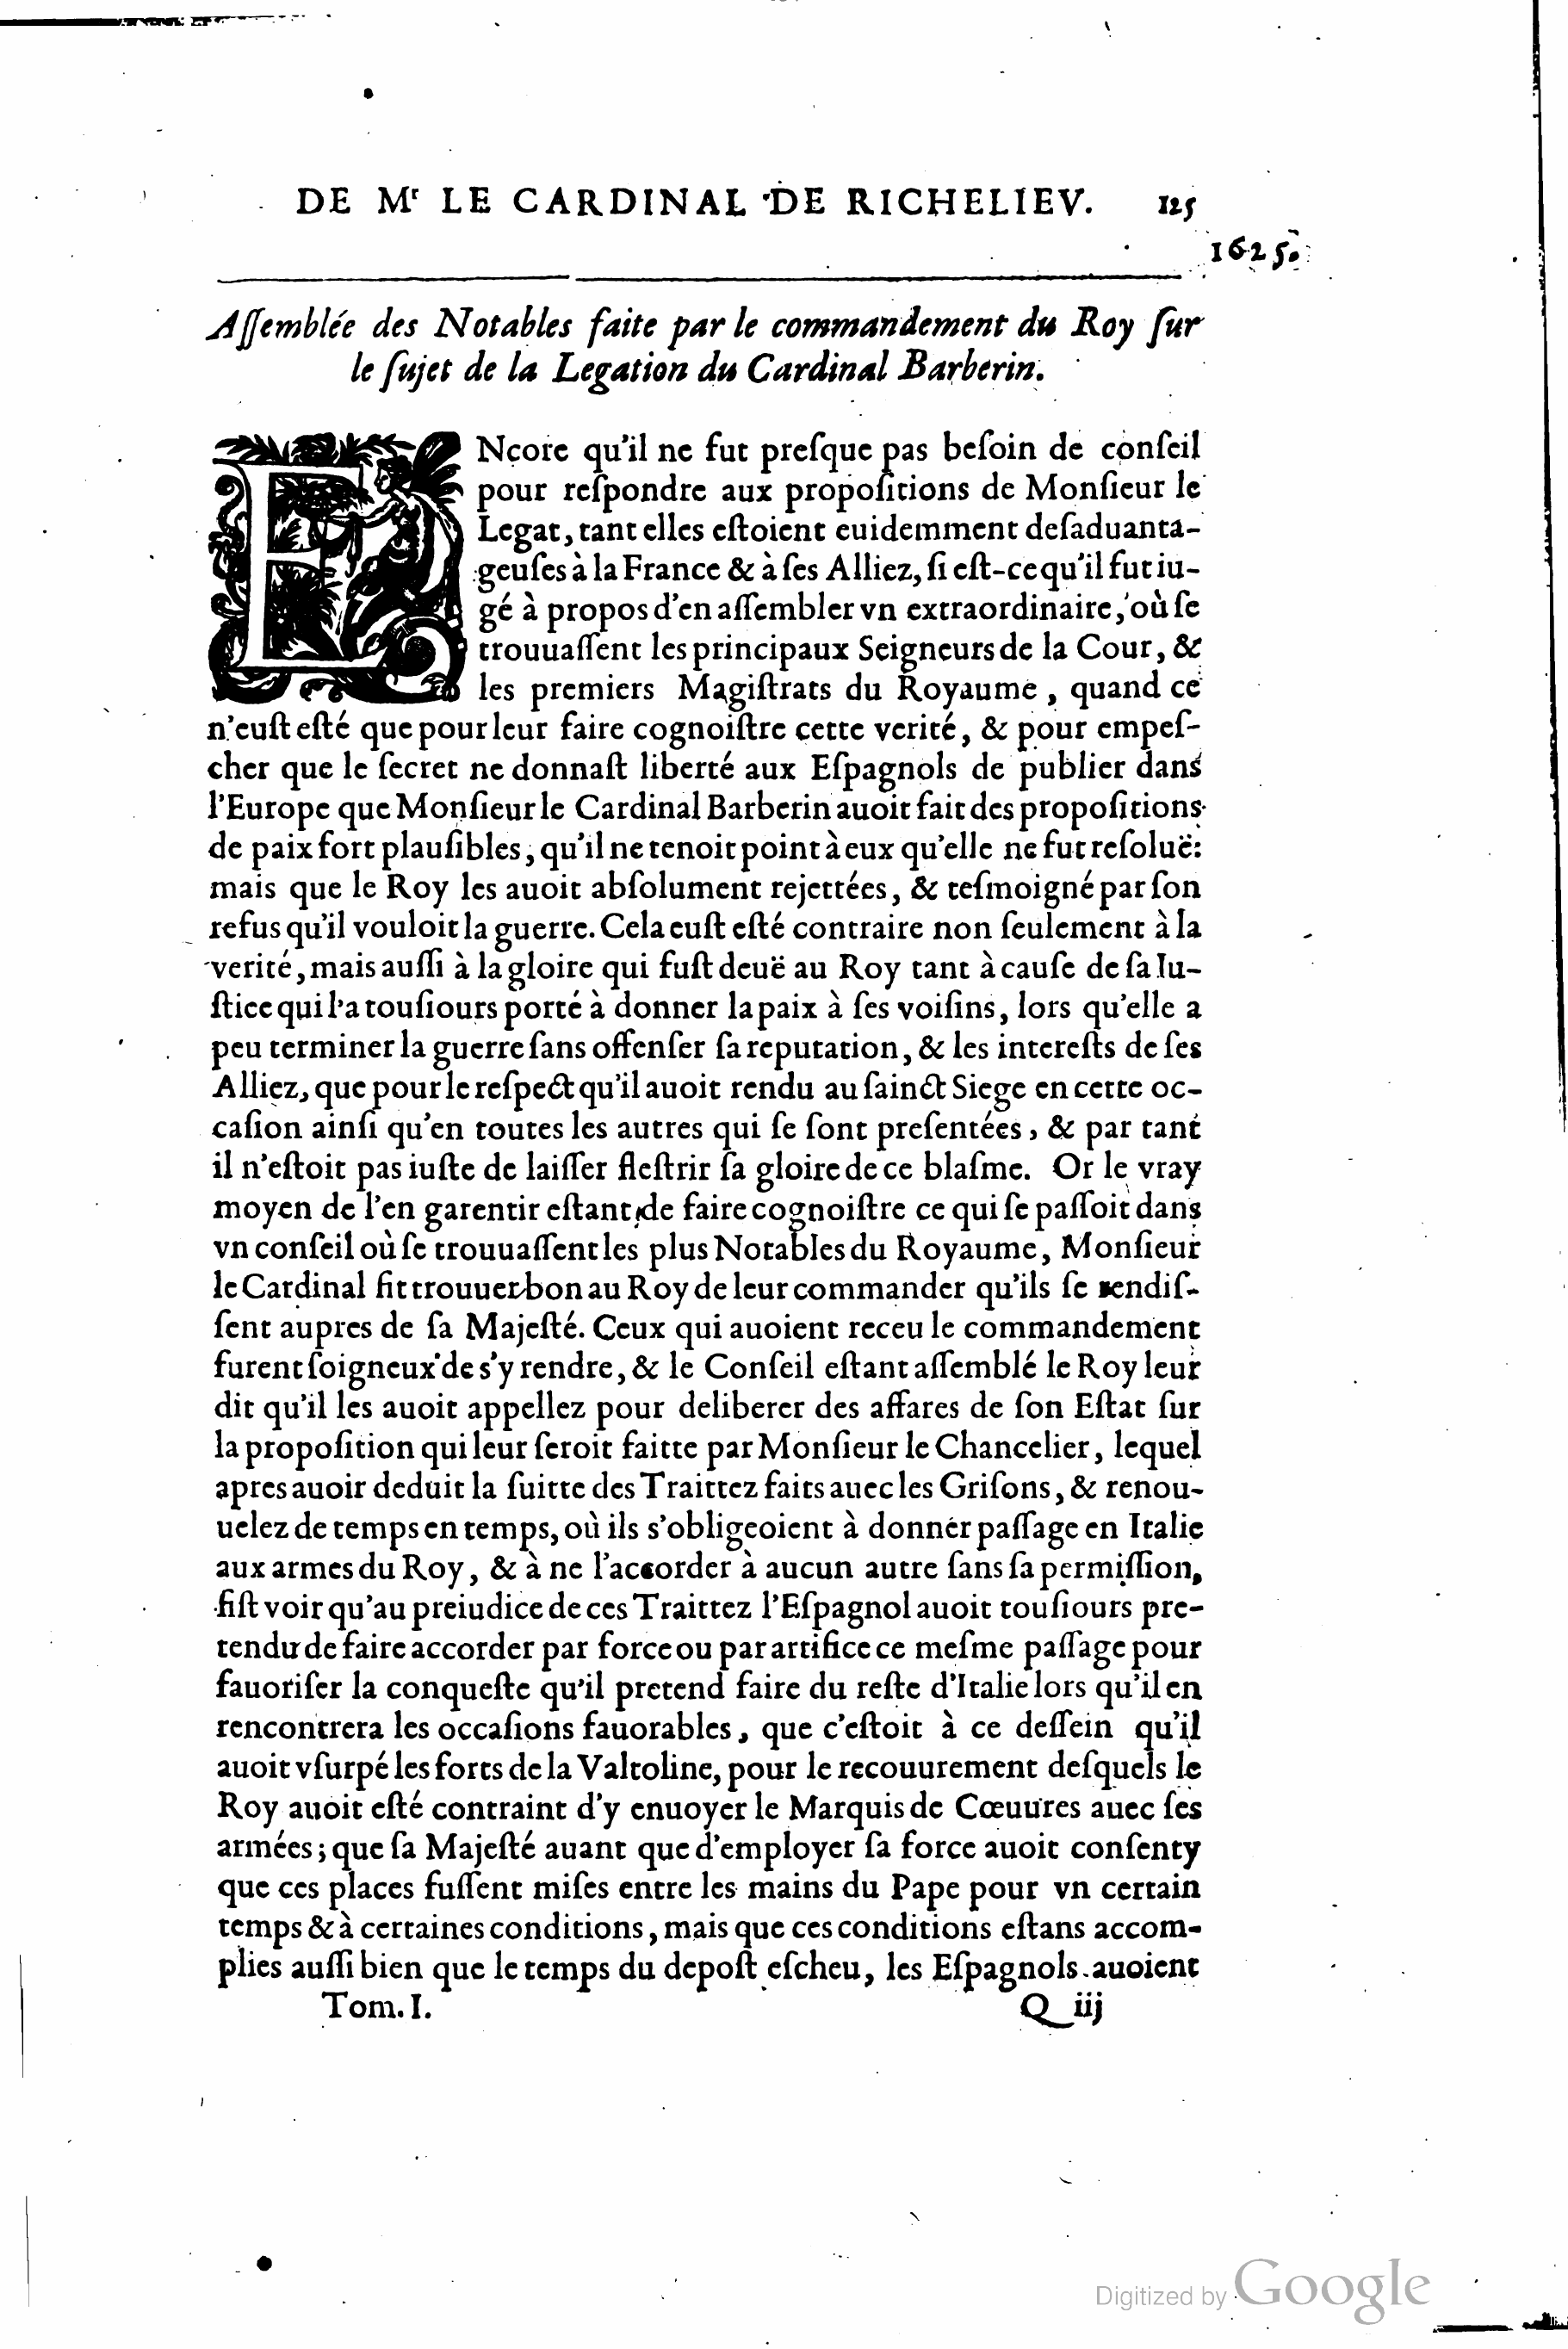 DE Mr LE CARDINAL DE RICHELIEV. 125
1625.
Aſſemblée des Notables faite par le commandement du Roy ſur
le ſujet de la Legation du Cardinal Barberin.
ENcore qu'il ne fut preſque pas beſoin de conſeil
pour reſpondre aux propoſitions de Monſieur le
Legat, tant elles eſtoient euidemment deſaduanta-
geuſes à la France & à ſes Alliez, ſi eſt-ce qu'il fut iu-
gé à propos d'en aſſembler vn extraordinaire, où ſe
trouuaſſent les principaux Seigneurs de la Cour, &
les premiers Magiſtrats du Royaume, quand ce
n'euſt eſté que pour leur faire cognoiſtre cette verité, & pour empeſ-
cher que le ſecret ne donnaſt liberté aux Eſpagnols de publier dans
l'Europe que Monſieur le Cardinal Barberin auoit fait des propoſitions
de paix fort plauſibles, qu'il ne tenoit point à eux qu'elle ne fut reſoluë:
mais que le Roy les auoit abſolument rejettées, & teſmoigné par ſon
refus qu'il vouloit la guerre. Cela euſt eſté contraire non ſeulement à la
verité, mais auſſi à la gloire qui fuſt deuë au Roy tant à cauſe de ſa Iu-
ſtice qui l'a touſiours porté à donner la paix à ſes voiſins, lors qu'elle a
peu terminer la guerre ſans offenſer ſa reputation, & les intereſts de ſes
Alliez, que pour le reſpect qu'il auoit rendu au ſainct Siege en cette oc-
caſion ainſi qu'en toutes les autres qui ſe ſont preſentées, & par tant
il n'eſtoit pas iuſte de laiſſer fleſtrir ſa gloire de ce blaſme. Or le vray
moyen de l'en garentir eſtant de faire cognoiſtre ce qui ſe paſſoit dans
vn conſeil où ſe trouuaſſent les plus Notables du Royaume, Monſieur
le Cardinal fit trouuer bon au Roy de leur commander qu'ils ſe rendiſ-
ſent aupres de ſa Majeſté. Ceux qui auoient receu le commandement
furent ſoigneux de s'y rendre, & le Conſeil eſtant aſſemblé le Roy leur
dit qu'il les auoit appellez pour deliberer des affares de ſon Eſtat ſur
la propoſition qui leur ſeroit faitte par Monſieur le Chancelier, lequel
apres auoir deduit la ſuitte des Traittez faits auec les Griſons, & renou-
uelez de temps en temps, où ils s'obligeoient à donner paſſage en Italie
aux armes du Roy, & à ne l'accorder à aucun autre ſans ſa permiſſion,
fiſt voir qu'au preiudice de ces Traittez l'Eſpagnol auoit touſiours pre-
tendu de faire accorder par force ou par artifice ce meſme paſſage pour
fauoriſer la conqueſte qu'il pretend faire du reſte d'Italie lors qu'il en
rencontrera les occaſions fauorables, que c'eſtoit à ce deſſein qu'il
auoit vſurpé les forts de la Valtoline, pour le recouurement deſquels le
Roy auoit eſté contraint d'y enuoyer le Marquis de Cœuures auec ſes
armées; que ſa Majeſté auant que d'employer ſa force auoit conſenty
que ces places fuſſent miſes entre les mains du Pape pour vn certain
temps & à certaines conditions, mais que ces conditions eſtans accom-
plies auſſi bien que le temps du depoſt eſcheu, les Eſpagnols auoient
Tom. I. Q iij
Digitized by Google